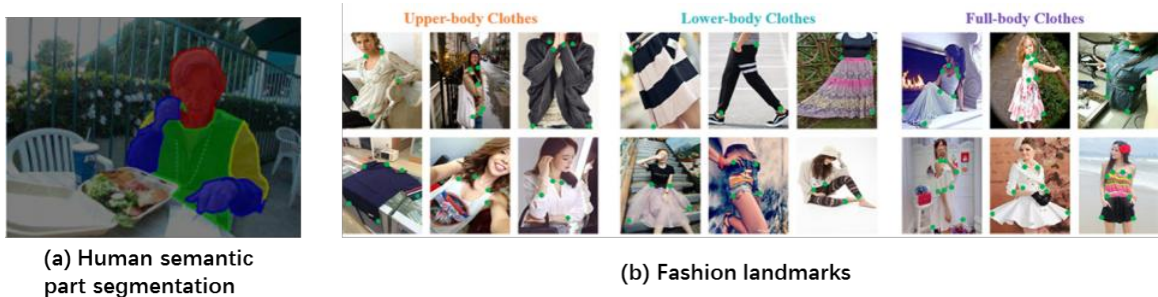 Upper-body Clothes
Lower-body Clothes
Full-body Clothes
(a) Human semantic
part segmentation
(b) Fashion landmarks